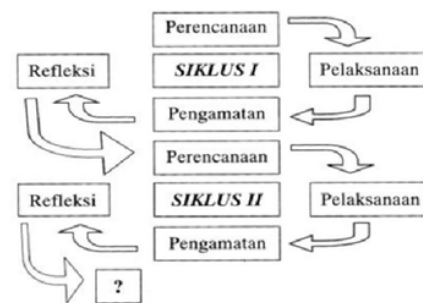 Perencanaan
Refleksi
SIKLUS I
Pelaksanaan
Pengamatan
Perencanaan
Refleksi
SIKLUS II
Pelaksanaan
Pengamatan
?